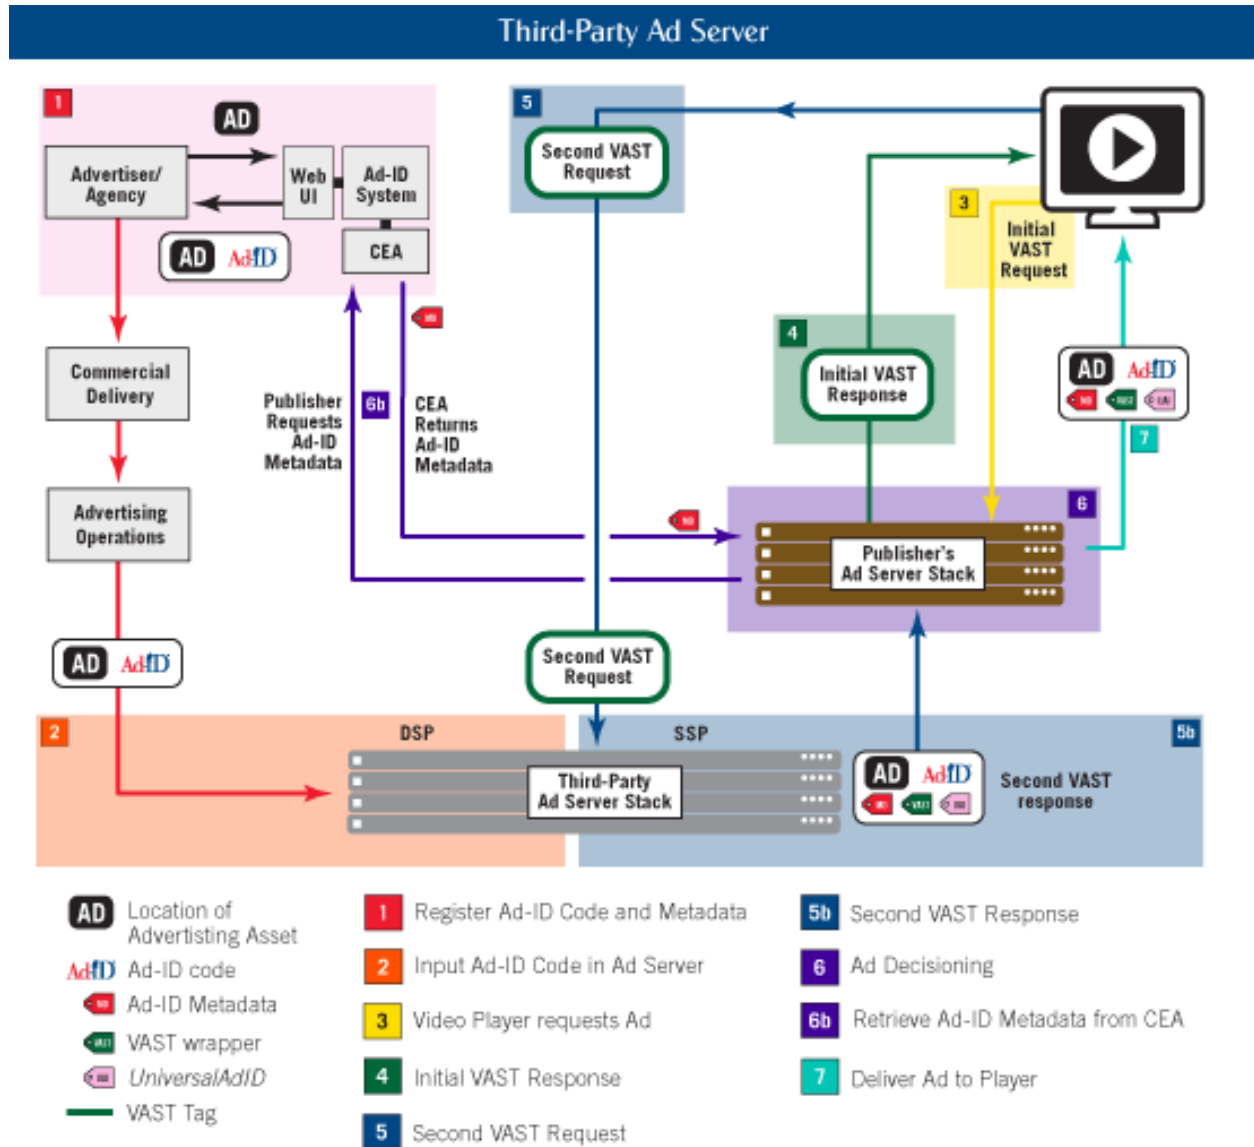 Third-Party Ad Server
1
AD
Advertiser/
Agency
Web
UI
Ad-ID
System
CEA
AD Ad-ID
5
Second VAST
Request
3
Initial
VAST
Request
4
Initial VAST
Response
Commercial
Delivery
Publisher
Requests
Ad-ID
Metadata
6b
CEA
Returns
Ad-ID
Metadata
AD Ad-ID
7
Advertising
Operations
6
Publisher's
Ad Server Stack
AD Ad-ID
Second VAST
Request
2
DSP
SSP
5b
Third-Party
Ad Server Stack
AD Ad-ID
Second VAST
response
AD Location of
Advertisting Asset
Ad-ID Ad-ID code
Ad-ID Metadata
VAST VAST wrapper
UniversalAdID
VAST Tag
1 Register Ad-ID Code and Metadata
2 Input Ad-ID Code in Ad Server
3 Video Player requests Ad
4 Initial VAST Response
5 Second VAST Request
5b Second VAST Response
6 Ad Decisioning
6b Retrieve Ad-ID Metadata from CEA
7 Deliver Ad to Player